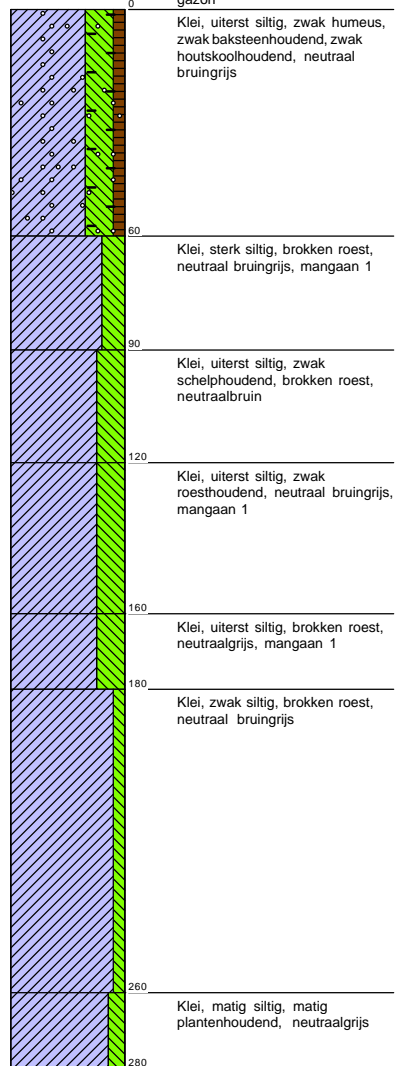 0
gazon
Klei, uiterst siltig, zwak humeus,
zwak baksteenhoudend, zwak
houtskoolhoudend, neutraal
bruingrijs
60
Klei, sterk siltig, brokken roest,
neutraal bruingrijs, mangaan 1
90
Klei, uiterst siltig, zwak
schelphoudend, brokken roest,
neutraalbruin
120
Klei, uiterst siltig, zwak
roesthoudend, neutraal bruingrijs,
mangaan 1
160
Klei, uiterst siltig, brokken roest,
neutraalgrijs, mangaan 1
180
Klei, zwak siltig, brokken roest,
neutraal bruingrijs
260
Klei, matig siltig, matig
plantenhoudend, neutraalgrijs
280